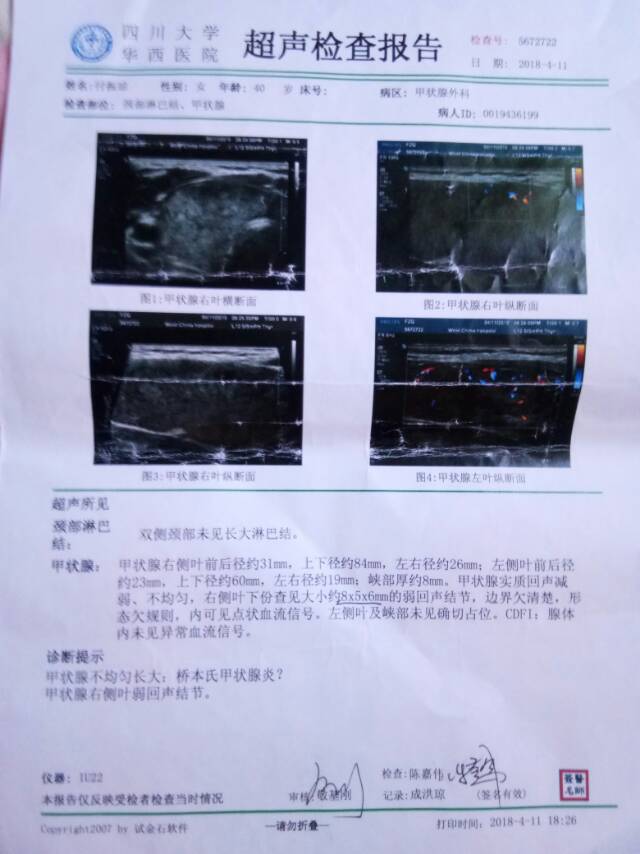 四川大学
华西医院
超声检查报告
检查号: 5672722
日 期: 2018-4-11
姓名: 性别: 女 年龄: 40 岁 床号: 病区: 甲状腺外科
检查部位: 颈部淋巴结、甲状腺 病人ID: 0019436199
图1:甲状腺右叶横断面
图2:甲状腺右叶纵断面
图3:甲状腺右叶纵断面
图4:甲状腺左叶纵断面
超声所见
颈部淋巴结: 双侧颈部未见长大淋巴结。
甲状腺: 甲状腺右侧叶前后径约31mm, 上下径约84mm, 左右径约26mm; 左侧叶前后径
约23mm, 上下径约60mm, 左右径约19mm; 峡部厚约8mm。甲状腺实质回声减
弱、不均匀, 右侧叶下份查见大小约8x5x6mm的弱回声结节, 边界欠清楚, 形
态欠规则, 内可见点状血流信号。左侧叶及峡部未见确切占位。CDFI: 腺体
内未见异常血流信号。
诊断提示
甲状腺不均匀长大: 桥本氏甲状腺炎?
甲状腺右侧叶弱回声结节。
仪器: IU22
本报告仅反映受检者检查当时情况
审核:
检查: 陈嘉伟
记录: 成洪琼 (签名有效)
Copyright2007 by 试金石软件
—请勿折叠—
打印时间: 2018-4-11 18:26